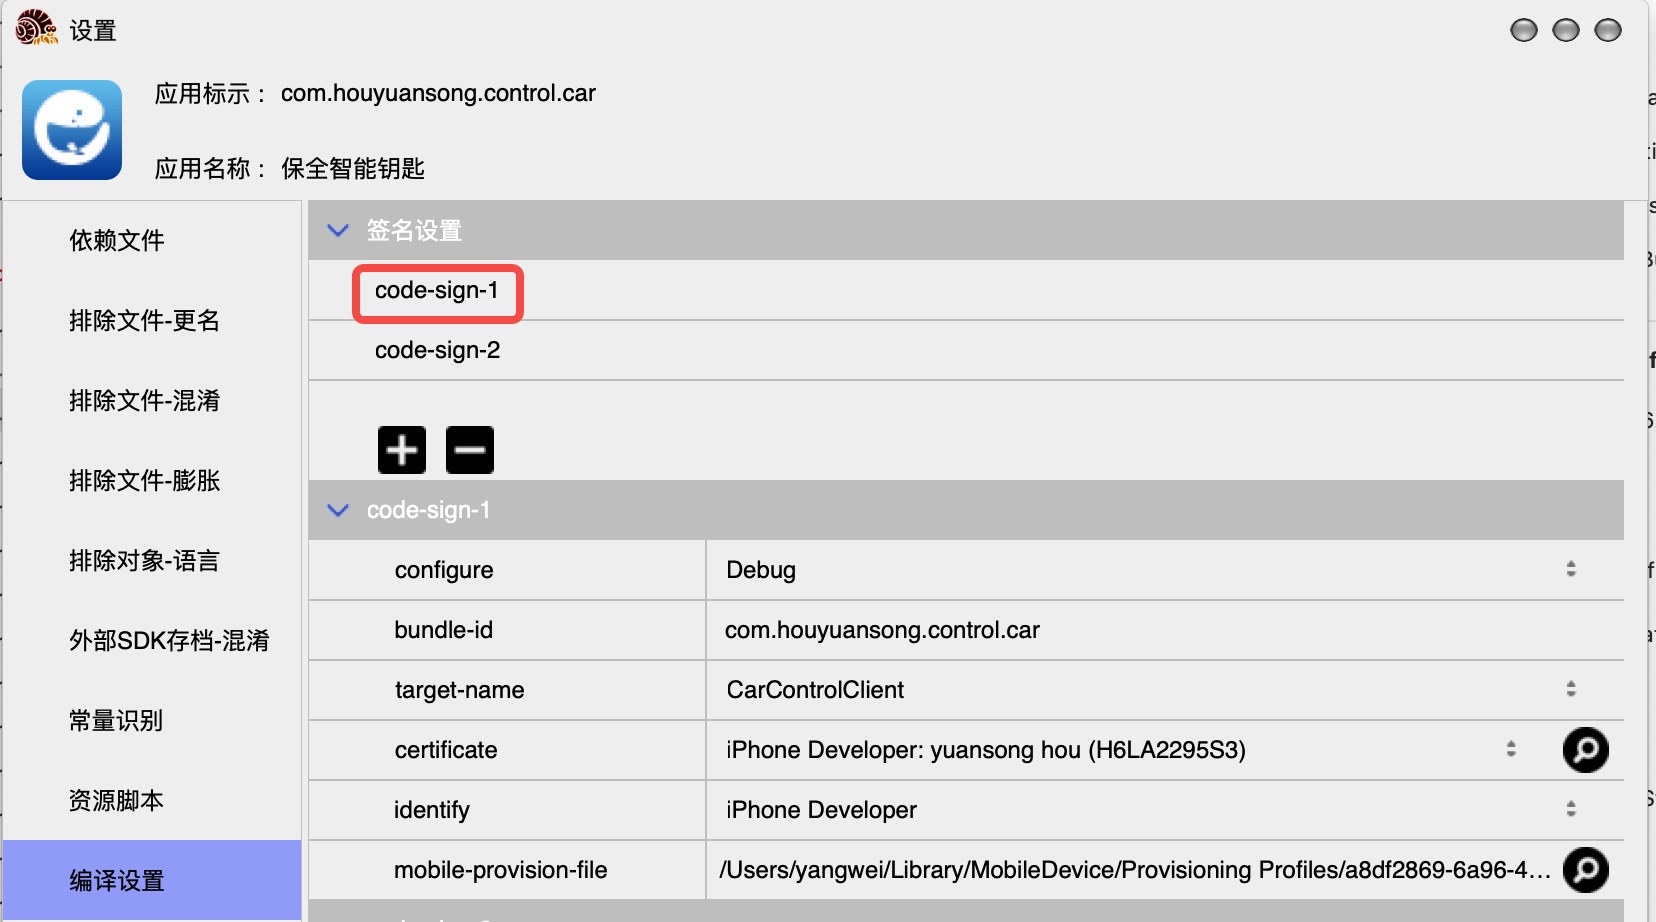 设置
应用标示： com.houyuansong.control.car
应用名称： 保全智能钥匙
依赖文件
排除文件-更名
排除文件-混淆
排除文件-膨胀
排除对象-语言
外部SDK存档-混淆
常量识别
资源脚本
编译设置
签名设置
code-sign-1
code-sign-2
code-sign-1
configure Debug
bundle-id com.houyuansong.control.car
target-name CarControlClient
certificate iPhone Developer: yuansong hou (H6LA2295S3)
identify iPhone Developer
mobile-provision-file /Users/yangwei/Library/MobileDevice/Provisioning Profiles/a8df2869-6a96-4...